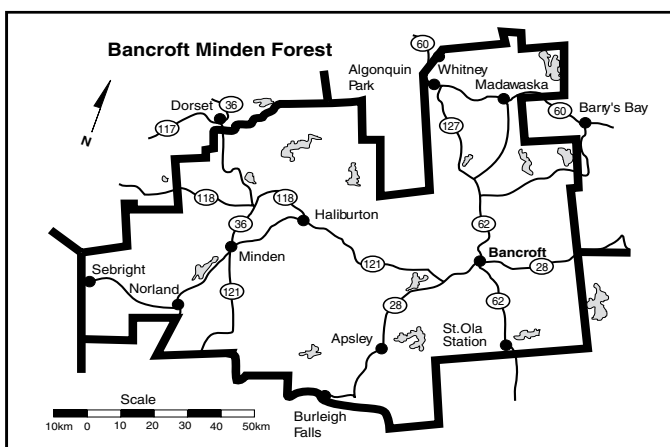 Bancroft Minden Forest
60
Algonquin
Park
Whitney
Madawaska
Dorset
36
117
127
60
Barry's Bay
118
118
36
Haliburton
62
Minden
Bancroft
121
28
Sebright
Norland
121
28
62
Apsley
St.Ola
Station
Burleigh
Falls
N
Scale
10km 0 10 20 30 40 50km